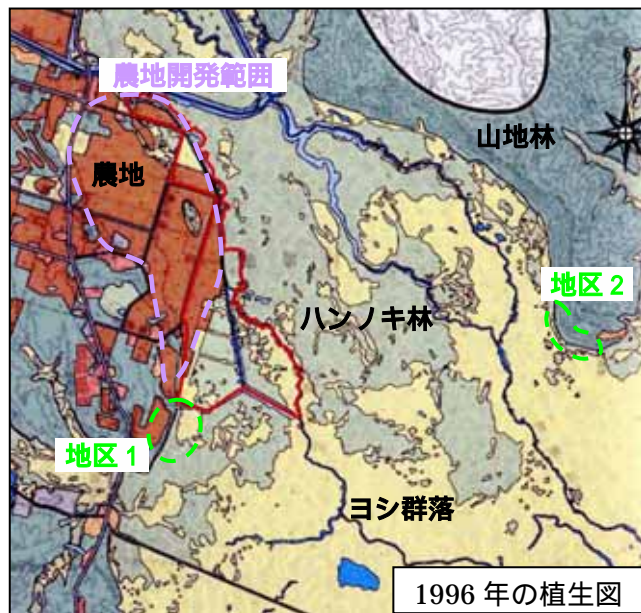 農地開発範囲
農地
山地林
地区 2
ハンノキ林
地区 1
ヨシ群落
1996 年の植生図